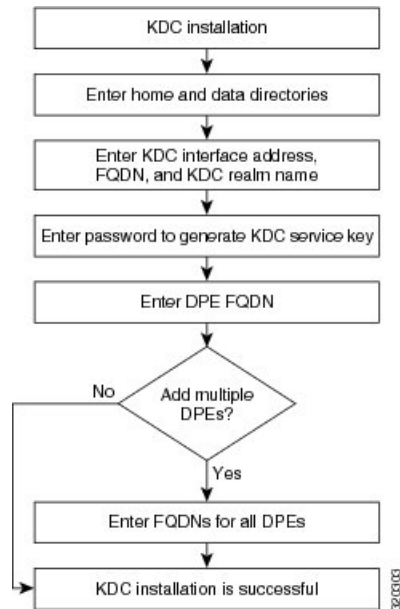 KDC installation
Enter home and data directories
Enter KDC interface address,
FQDN, and KDC realm name
Enter password to generate KDC service key
Enter DPE FQDN
No
Add multiple
DPEs?
Yes
Enter FQDNs for all DPEs
KDC installation is successful
320303